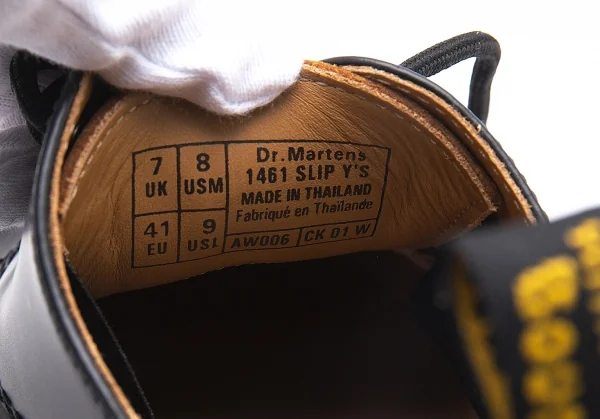 7 UK
8 USM
41 EU
9 USL
Dr.Martens
1461 SLIP Y'S
MADE IN THAILAND
Fabriqué en Thaïlande
AW006 CK 01 W